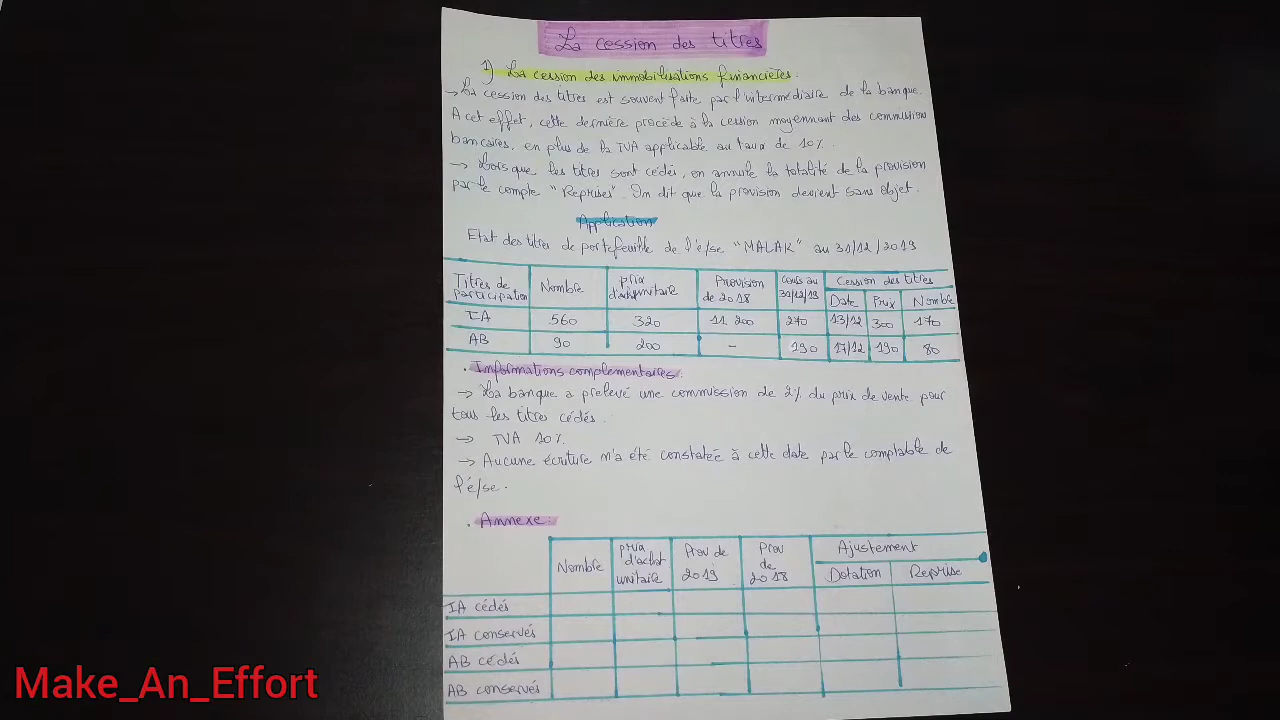 La cession des titres
1) La cession des immobilisations financières.
→ La cession des titres est souvent faite par l'intermédiaire de la banque.
A cet effet, cette dernière procède à la cession moyennant des commission
bancaires, en plus de la TVA applicable au taux de 10%.
→ Lorsque les titres sont cédés, on annule la totalité de la provision
par le compte "Reprises". On dit que la provision devient sans objet.
Application
Etat des titres de portefeuille de l'é/se "MALAK" au 31/12/2019
Titres de participation | Nombre | prix d'achat unitaire | Provision de 2018 | cours au 31/12/19 | Cession des titres
Date | Prix | Nombre
IA | 560 | 320 | 11 200 | 270 | 13/12 | 300 | 170
AB | 90 | 200 | - | 190 | 17/12 | 190 | 80
. Informations complementaires.
→ La banque a prélevé une commission de 2% du prix de vente pour
tous les titres cédés.
→ TVA 10%.
→ Aucune écriture n'a été constatée à cette date par le comptable de
l'é/se.
. Annexe:
Nombre | prix d'achat unitaire | Prov de 2019 | Prov de 2018 | Ajustement
Dotation | Reprise
IA cédés
IA conservés
AB cédés
AB conservés
Make_An_Effort